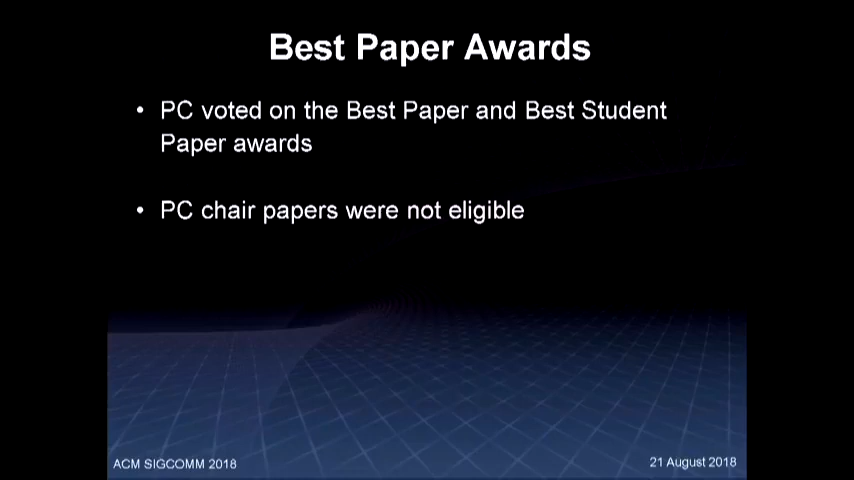 Best Paper Awards
• PC voted on the Best Paper and Best Student
Paper awards
• PC chair papers were not eligible
ACM SIGCOMM 2018
21 August 2018